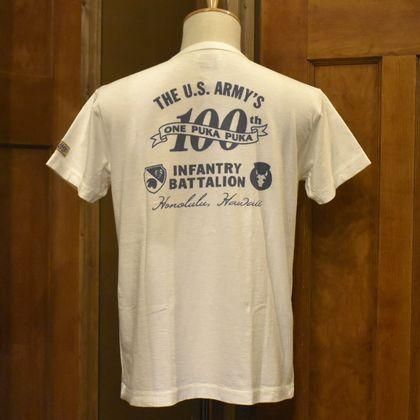 THE U.S. ARMY'S
100th
ONE PUKA PUKA
INFANTRY
BATTALION
Honolulu, Hawaii